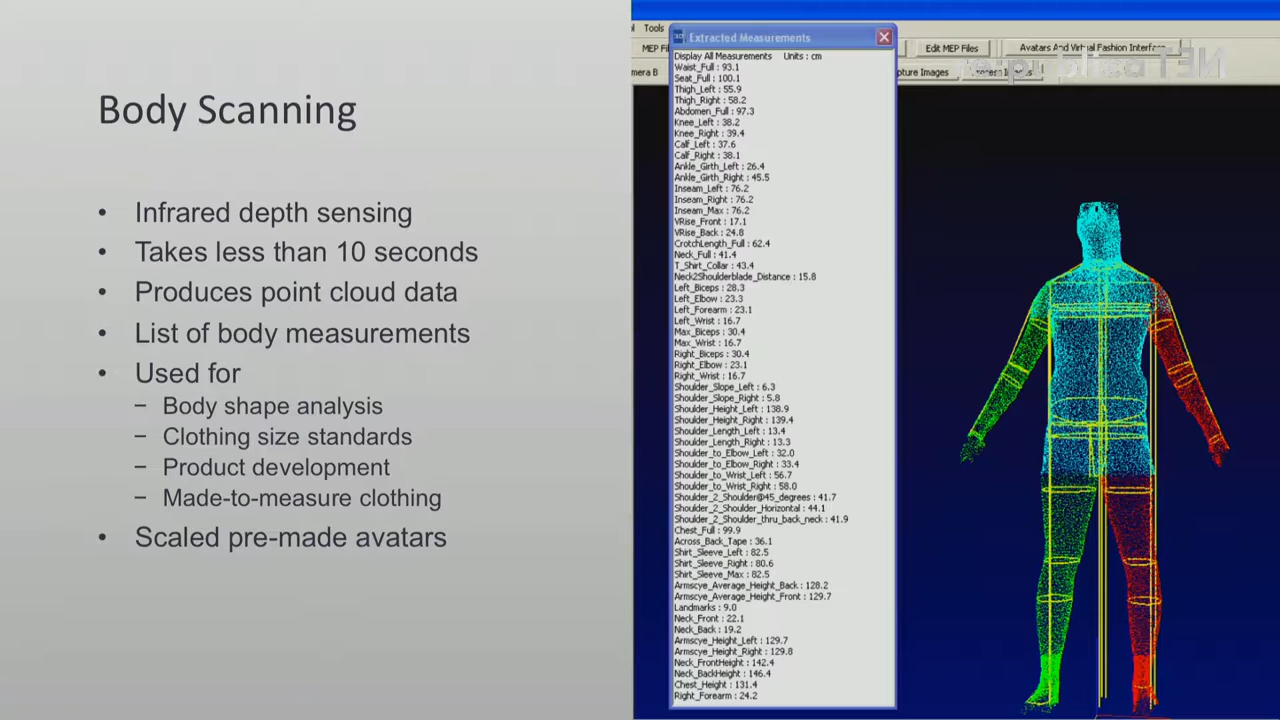 Body Scanning
• Infrared depth sensing
• Takes less than 10 seconds
• Produces point cloud data
• List of body measurements
• Used for
− Body shape analysis
− Clothing size standards
− Product development
− Made-to-measure clothing
• Scaled pre-made avatars
Tools
Extracted Measurements
MEP Fil
Edit MEP Files
Avatars And Virtual Fashion Interface
mera B
pture Images
Display All Measurements Units : cm
Waist_Full : 93.1
Seat_Full : 100.1
Thigh_Left : 55.9
Thigh_Right : 58.2
Abdomen_Full : 97.3
Knee_Left : 38.2
Knee_Right : 39.4
Calf_Left : 37.6
Calf_Right : 38.1
Ankle_Girth_Left : 26.4
Ankle_Girth_Right : 45.5
Inseam_Left : 76.2
Inseam_Right : 76.2
Inseam_Max : 76.2
VRise_Front : 17.1
VRise_Back : 24.8
CrotchLength_Full : 62.4
Neck_Full : 41.4
T_Shirt_Collar : 43.4
Neck2Shoulderblade_Distance : 15.8
Left_Biceps : 28.3
Left_Elbow : 23.3
Left_Forearm : 23.1
Left_Wrist : 16.7
Max_Biceps : 30.4
Max_Wrist : 16.7
Right_Biceps : 30.4
Right_Elbow : 23.1
Right_Wrist : 16.7
Shoulder_Slope_Left : 6.3
Shoulder_Slope_Right : 5.8
Shoulder_Height_Left : 138.9
Shoulder_Height_Right : 139.4
Shoulder_Length_Left : 13.4
Shoulder_Length_Right : 13.3
Shoulder_to_Elbow_Left : 32.0
Shoulder_to_Elbow_Right : 33.4
Shoulder_to_Wrist_Left : 56.7
Shoulder_to_Wrist_Right : 58.0
Shoulder_2_Shoulder@45_degrees : 41.7
Shoulder_2_Shoulder_Horizontal : 44.1
Shoulder_2_Shoulder_thru_back_neck : 41.9
Chest_Full : 99.9
Across_Back_Tape : 36.1
Shirt_Sleeve_Left : 82.5
Shirt_Sleeve_Right : 80.6
Shirt_Sleeve_Max : 82.5
Armscye_Average_Height_Back : 128.2
Armscye_Average_Height_Front : 129.7
Landmarks : 9.0
Neck_Front : 22.1
Neck_Back : 19.2
Armscye_Height_Left : 129.7
Armscye_Height_Right : 129.8
Neck_FrontHeight : 142.4
Neck_BackHeight : 146.4
Chest_Height : 131.4
Right_Forearm : 24.2